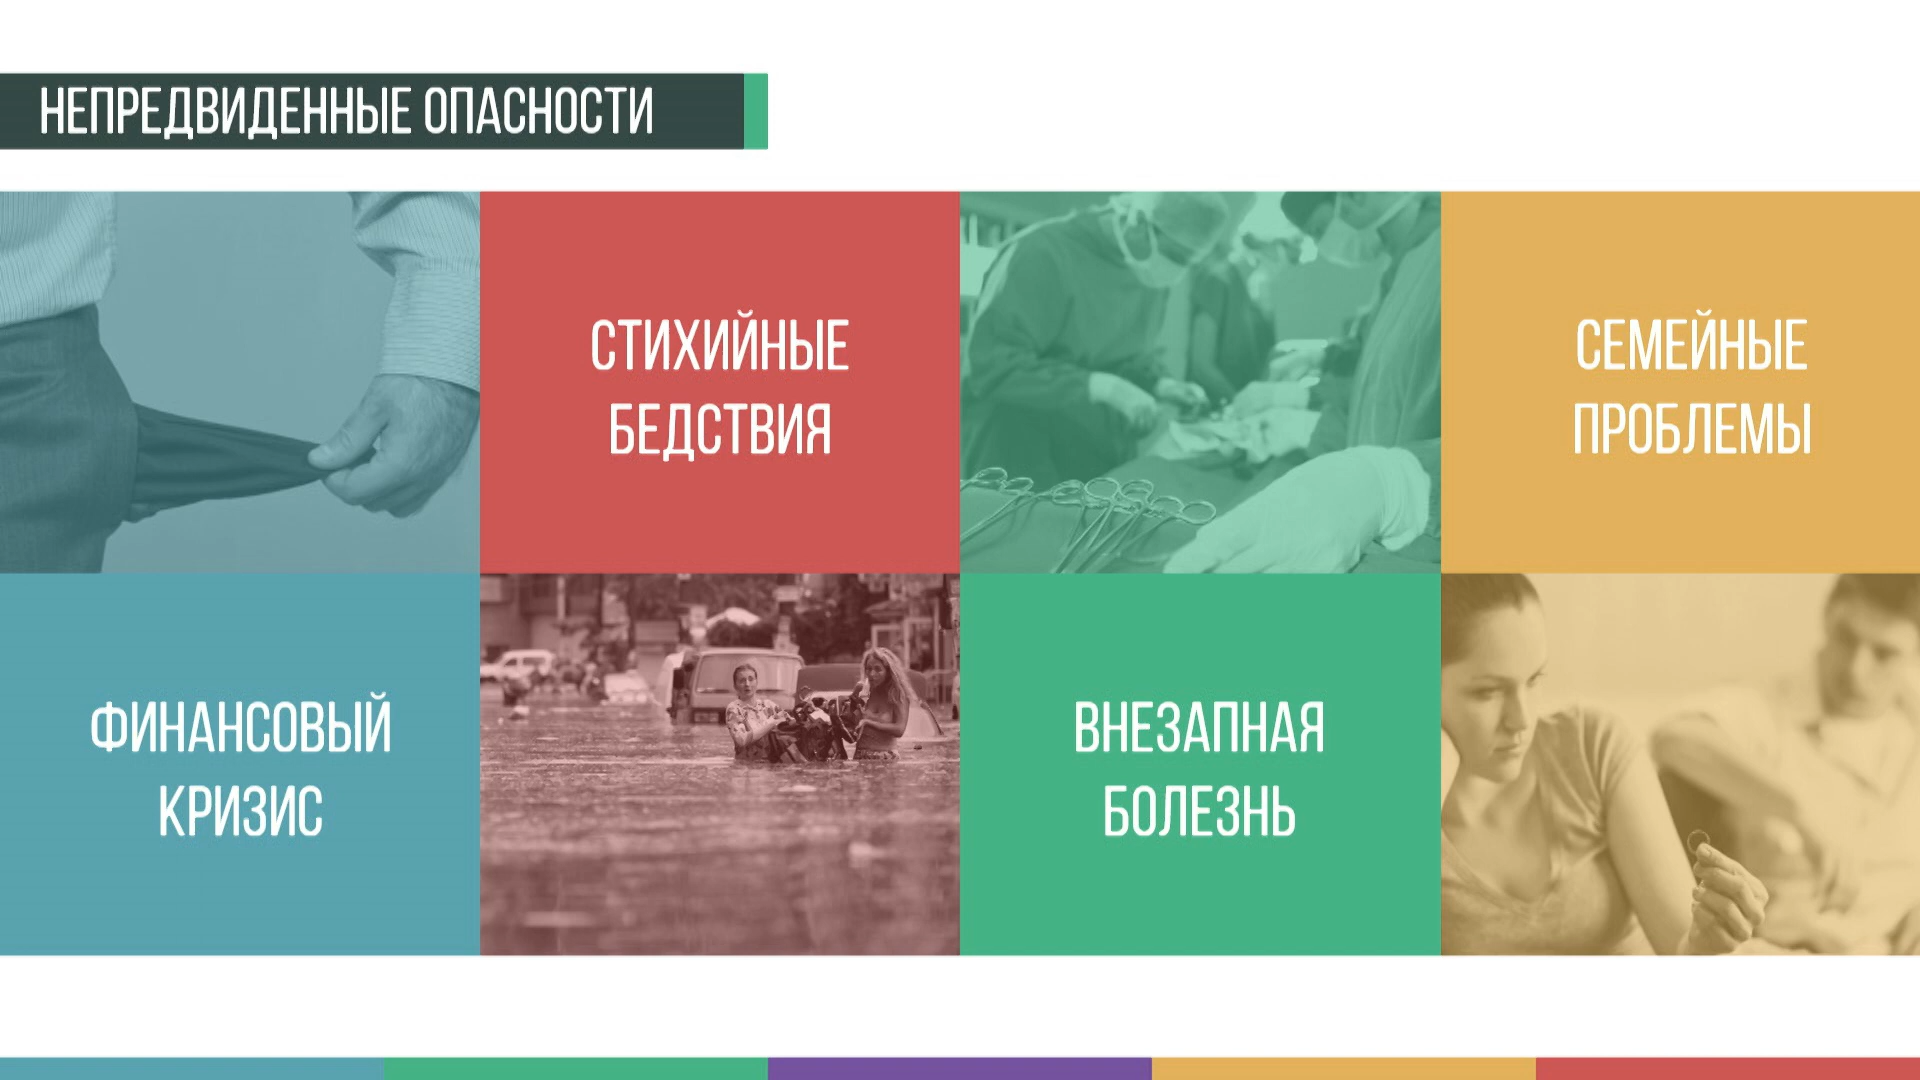 НЕПРЕДВИДЕННЫЕ ОПАСНОСТИ
СТИХИЙНЫЕ
БЕДСТВИЯ
СЕМЕЙНЫЕ
ПРОБЛЕМЫ
ФИНАНСОВЫЙ
КРИЗИС
ВНЕЗАПНАЯ
БОЛЕЗНЬ